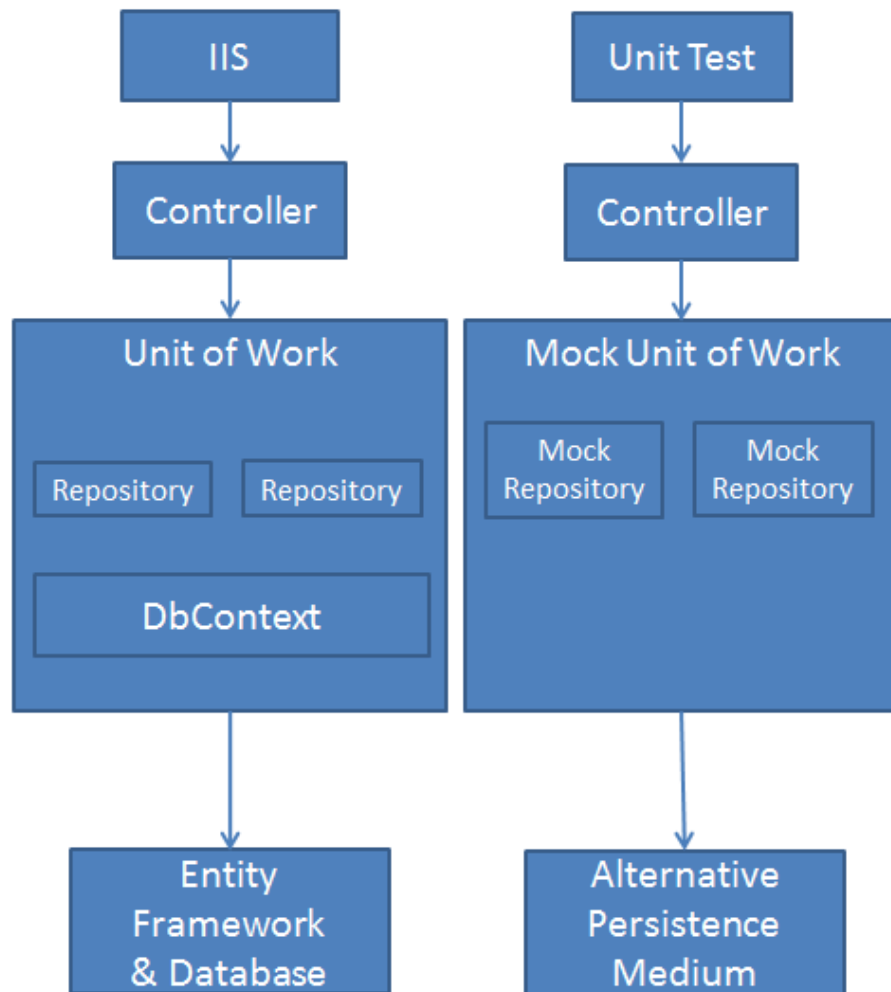 IIS
Controller
Unit of Work
Repository
Repository
DbContext
Entity
Framework
& Database
Unit Test
Controller
Mock Unit of Work
Mock
Repository
Mock
Repository
Alternative
Persistence
Medium